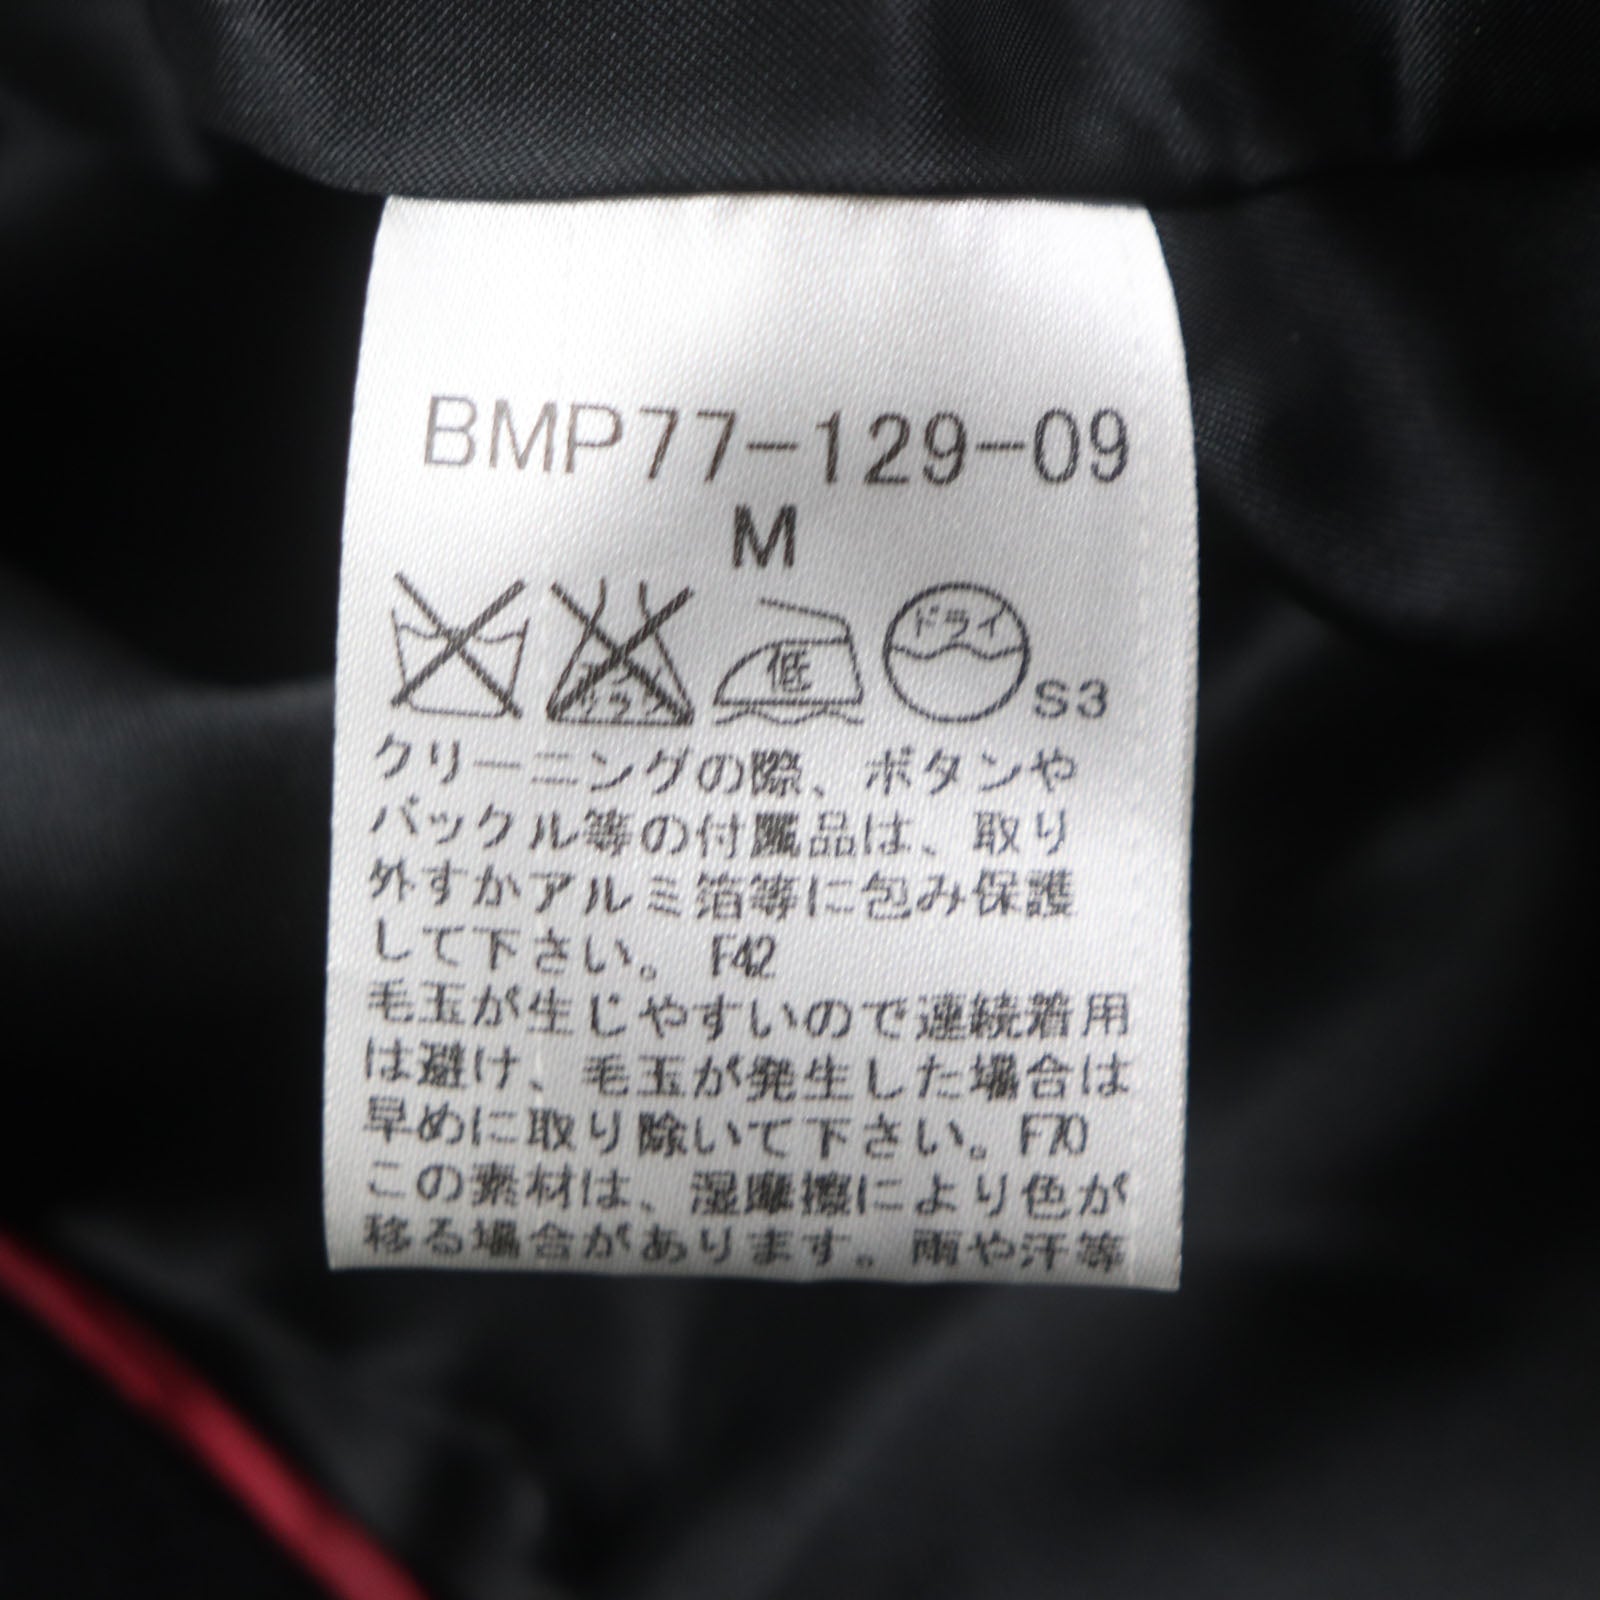 BMP77-129-09
M
エンソ
サラシ
低
ドライ
S3
クリーニングの際、ボタンや
バックル等の付属品は、取り
外すかアルミ箔等に包み保護
して下さい。 F42
毛玉が生じやすいので連続着用
は避け、毛玉が発生した場合は
早めに取り除いて下さい。F70
この素材は、湿摩擦により色が
移る場合があります。雨や汗等